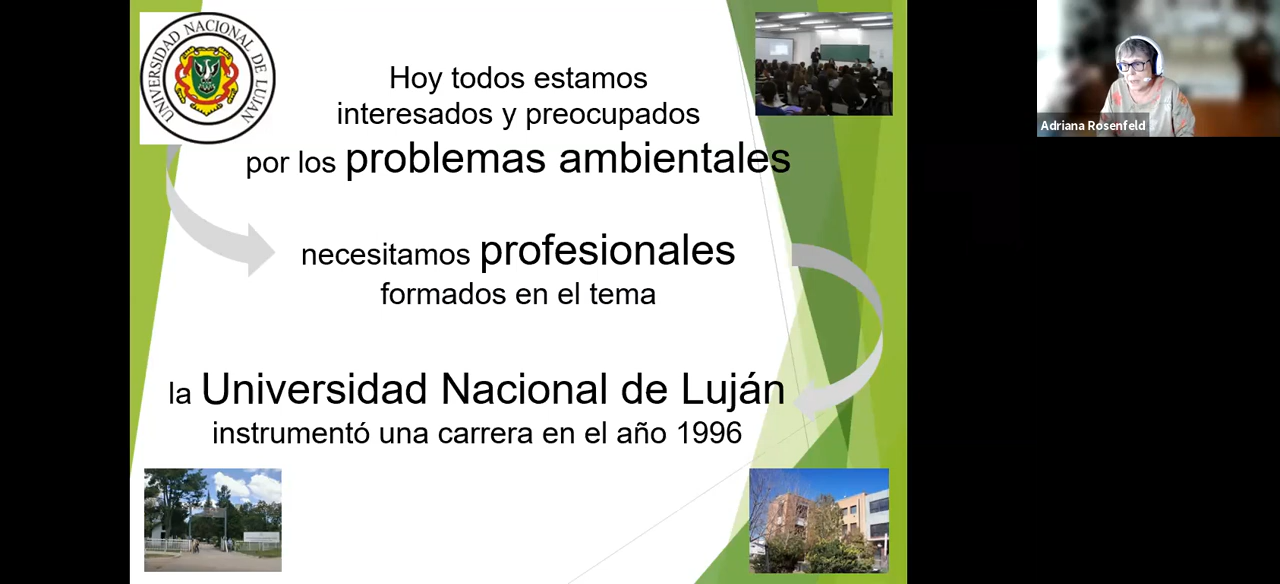 UNIVERSIDAD NACIONAL DE LUJAN
Hoy todos estamos
interesados y preocupados
por los problemas ambientales
necesitamos profesionales
formados en el tema
la Universidad Nacional de Luján
instrumentó una carrera en el año 1996
Adriana Rosenfeld